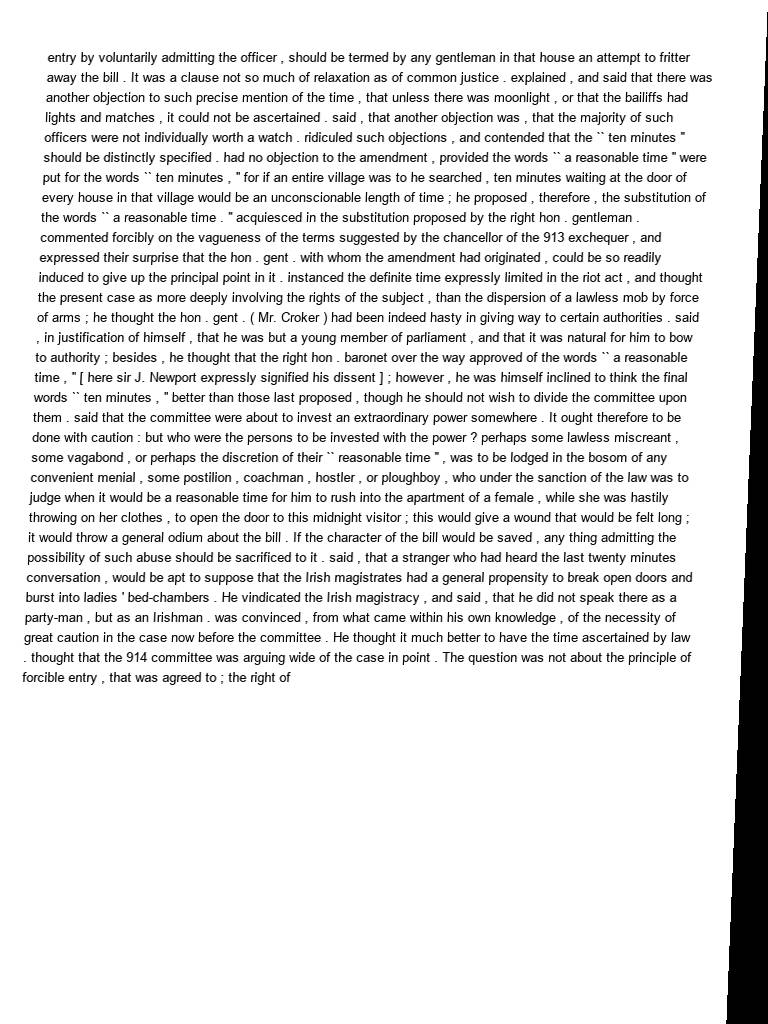 entry by voluntarily admitting the officer , should be termed by any gentleman in that house an attempt to fritter
away the bill . It was a clause not so much of relaxation as of common justice . explained , and said that there was
another objection to such precise mention of the time , that unless there was moonlight , or that the bailiffs had
lights and matches , it could not be ascertained . said , that another objection was , that the majority of such
officers were not individually worth a watch . ridiculed such objections , and contended that the `` ten minutes ''
should be distinctly specified . had no objection to the amendment , provided the words `` a reasonable time '' were
put for the words `` ten minutes , '' for if an entire village was to he searched , ten minutes waiting at the door of
every house in that village would be an unconscionable length of time ; he proposed , therefore , the substitution of
the words `` a reasonable time . '' acquiesced in the substitution proposed by the right hon . gentleman .
commented forcibly on the vagueness of the terms suggested by the chancellor of the 913 exchequer , and
expressed their surprise that the hon . gent . with whom the amendment had originated , could be so readily
induced to give up the principal point in it . instanced the definite time expressly limited in the riot act , and thought
the present case as more deeply involving the rights of the subject , than the dispersion of a lawless mob by force
of arms ; he thought the hon . gent . ( Mr. Croker ) had been indeed hasty in giving way to certain authorities . said
, in justification of himself , that he was but a young member of parliament , and that it was natural for him to bow
to authority ; besides , he thought that the right hon . baronet over the way approved of the words `` a reasonable
time , '' [ here sir J. Newport expressly signified his dissent ] ; however , he was himself inclined to think the final
words `` ten minutes , '' better than those last proposed , though he should not wish to divide the committee upon
them . said that the committee were about to invest an extraordinary power somewhere . It ought therefore to be
done with caution : but who were the persons to be invested with the power ? perhaps some lawless miscreant ,
some vagabond , or perhaps the discretion of their `` reasonable time '' , was to be lodged in the bosom of any
convenient menial , some postilion , coachman , hostler , or ploughboy , who under the sanction of the law was to
judge when it would be a reasonable time for him to rush into the apartment of a female , while she was hastily
throwing on her clothes , to open the door to this midnight visitor ; this would give a wound that would be felt long ;
it would throw a general odium about the bill . If the character of the bill would be saved , any thing admitting the
possibility of such abuse should be sacrificed to it . said , that a stranger who had heard the last twenty minutes
conversation , would be apt to suppose that the Irish magistrates had a general propensity to break open doors and
burst into ladies ' bed-chambers . He vindicated the Irish magistracy , and said , that he did not speak there as a
party-man , but as an Irishman . was convinced , from what came within his own knowledge , of the necessity of
great caution in the case now before the committee . He thought it much better to have the time ascertained by law
. thought that the 914 committee was arguing wide of the case in point . The question was not about the principle of
forcible entry , that was agreed to ; the right of